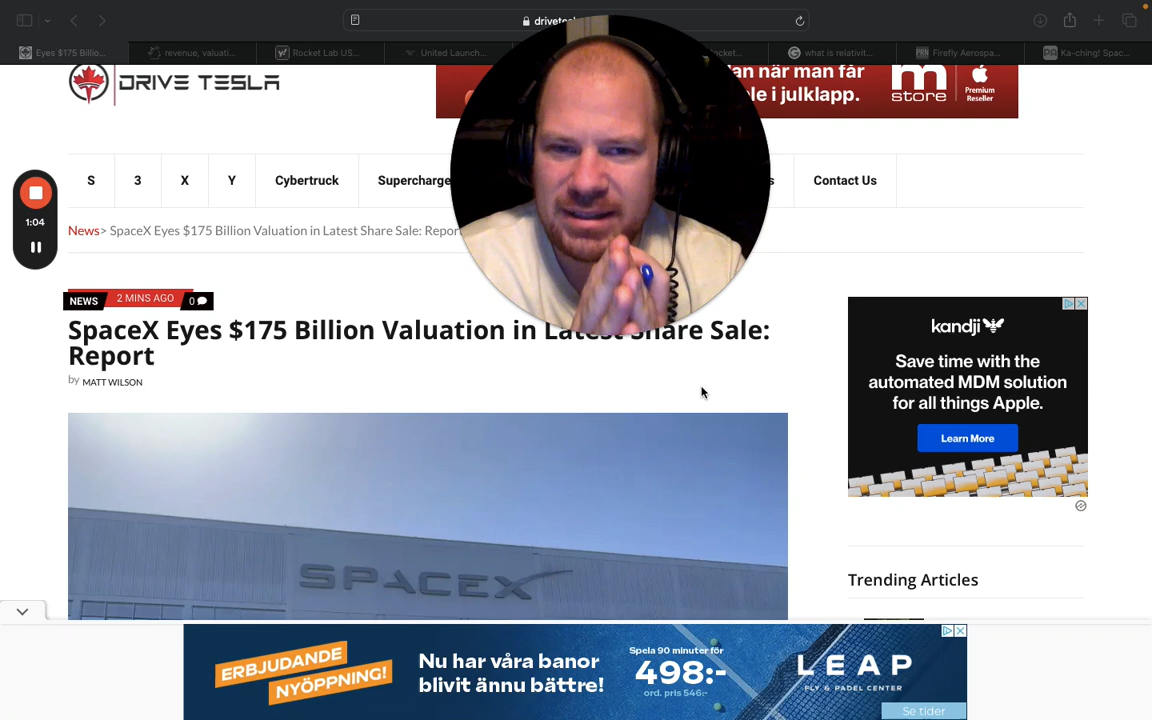 drivetes
Eyes $175 Billio...
revenue, valuati...
Rocket Lab US...
United Launch...
ocket...
what is relativit...
Firefly Aerospa...
Ka-ching! Spac...
DRIVE TESLA
an när man får
le i julklapp.
m
store
Premium
Reseller
S
3
X
Y
Cybertruck
Supercharge
s
Contact Us
1:04
News> SpaceX Eyes $175 Billion Valuation in Latest Share Sale: Repor
NEWS
2 MINS AGO
0
SpaceX Eyes $175 Billion Valuation in Latest Share Sale:
Report
by MATT WILSON
SPACEX
kandji
Save time with the
automated MDM solution
for all things Apple.
Learn More
Trending Articles
ERBJUDANDE
NYÖPPNING!
Nu har våra banor
blivit ännu bättre!
Spela 90 minuter för
498:-
ord. pris 546:-
LEAP
PLY & PADEL CENTER
Se tider